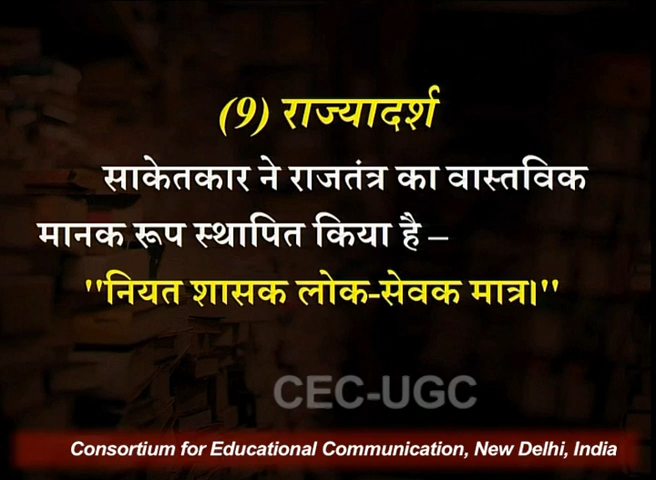 (9) राज्यादर्श
साकेतकार ने राजतंत्र का वास्तविक
मानक रूप स्थापित किया है –
''नियत शासक लोक-सेवक मात्र।''
CEC-UGC
Consortium for Educational Communication, New Delhi, India